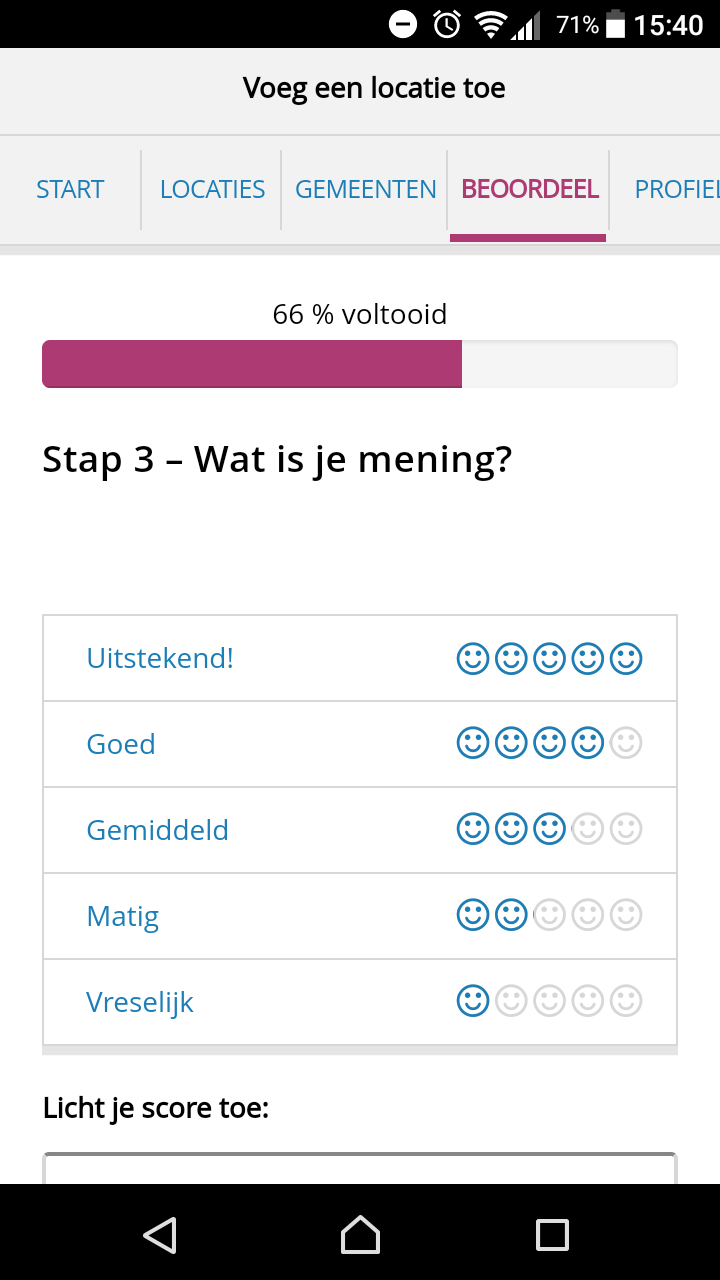 71% 15:40
Voeg een locatie toe
START LOCATIES GEMEENTEN BEOORDEEL PROFIEL
66 % voltooid
Stap 3 – Wat is je mening?
Uitstekend!
Goed
Gemiddeld
Matig
Vreselijk
Licht je score toe: